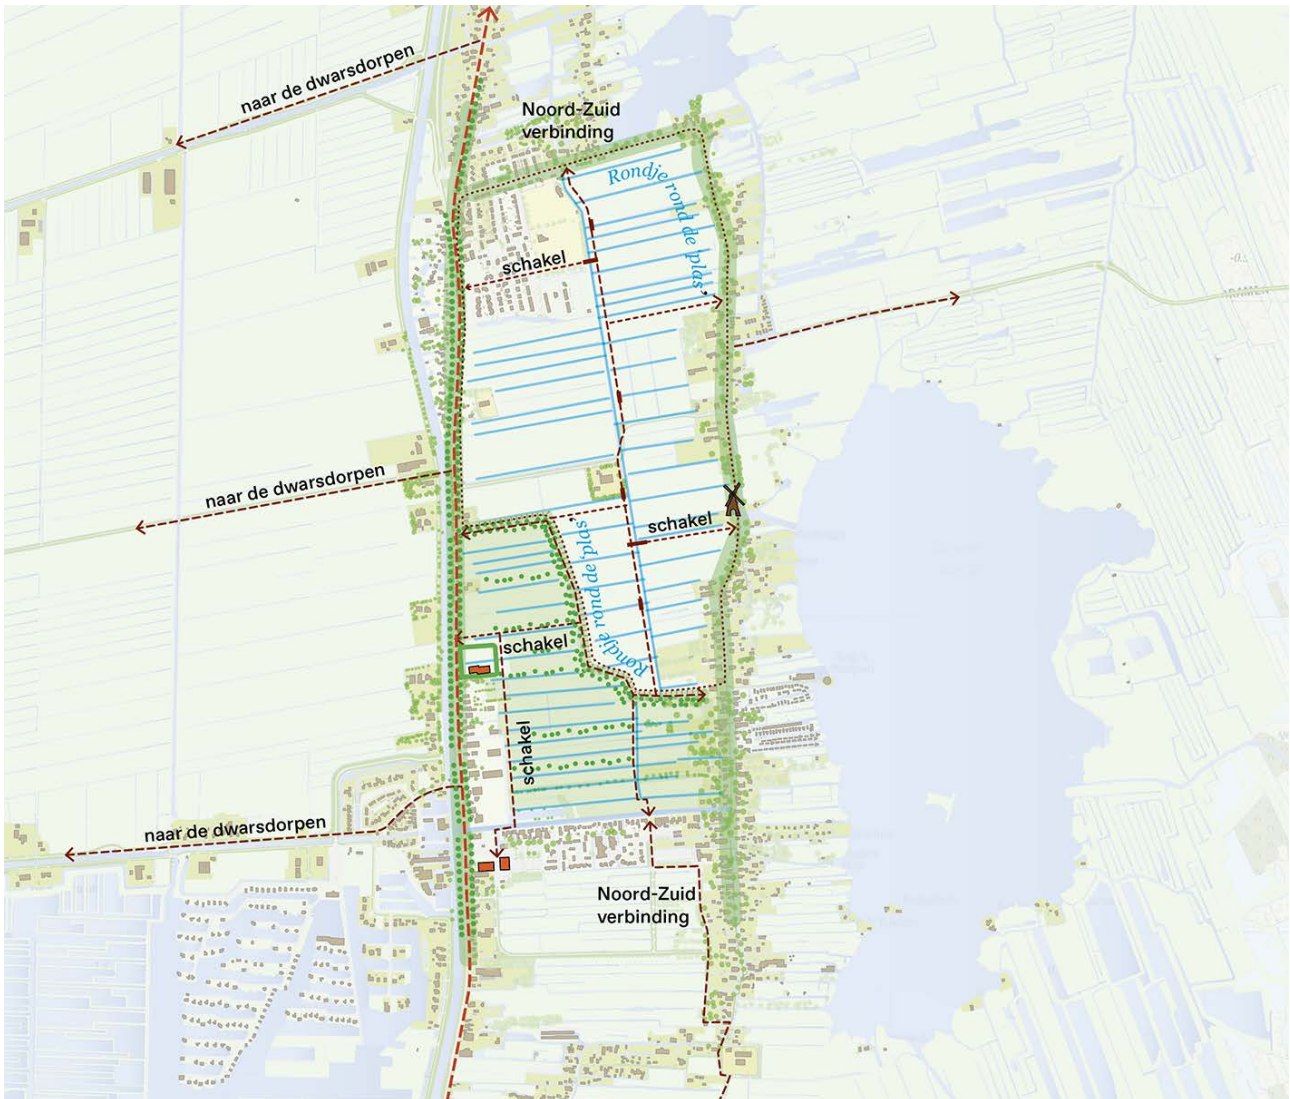 naar de dwarsdorpen
Noord-Zuid
verbinding
Rondje rond de 'plas'
schakel
naar de dwarsdorpen
schakel
Rondje rond de 'plas'
schakel
schakel
naar de dwarsdorpen
Noord-Zuid
verbinding